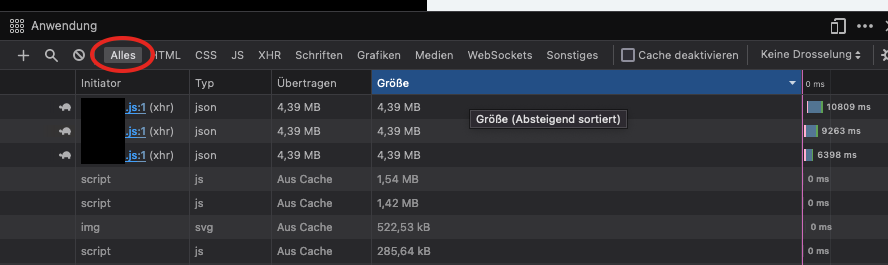 Anwendung
Alles HTML CSS JS XHR Schriften Grafiken Medien WebSockets Sonstiges Cache deaktivieren Keine Drosselung
Initiator Typ Übertragen Größe 0 ms
.js:1 (xhr) json 4,39 MB 4,39 MB 10809 ms
Größe (Absteigend sortiert)
.js:1 (xhr) json 4,39 MB 4,39 MB 9263 ms
.js:1 (xhr) json 4,39 MB 4,39 MB 6398 ms
script js Aus Cache 1,54 MB 0 ms
script js Aus Cache 1,42 MB 0 ms
img svg Aus Cache 522,53 kB 0 ms
script js Aus Cache 285,64 kB 0 ms